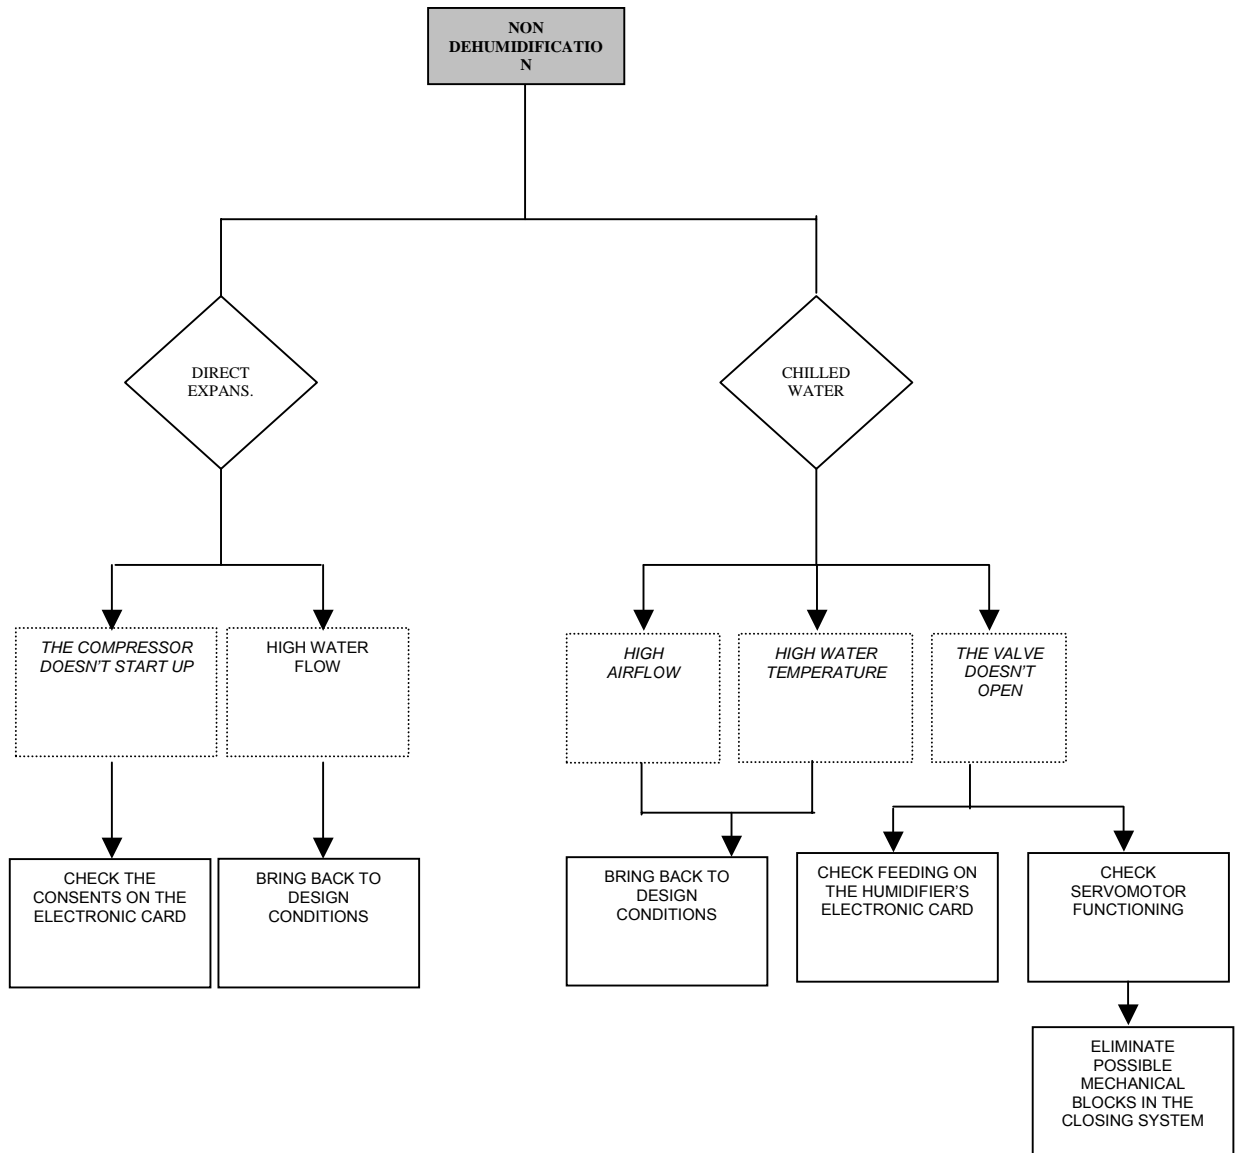 NON
DEHUMIDIFICATIO
N
DIRECT
EXPANS.
CHILLED
WATER
THE COMPRESSOR
DOESN'T START UP
HIGH WATER
FLOW
HIGH
AIRFLOW
HIGH WATER
TEMPERATURE
THE VALVE
DOESN'T
OPEN
CHECK THE
CONSENTS ON THE
ELECTRONIC CARD
BRING BACK TO
DESIGN
CONDITIONS
BRING BACK TO
DESIGN
CONDITIONS
CHECK FEEDING ON
THE HUMIDIFIER'S
ELECTRONIC CARD
CHECK
SERVOMOTOR
FUNCTIONING
ELIMINATE
POSSIBLE
MECHANICAL
BLOCKS IN THE
CLOSING SYSTEM